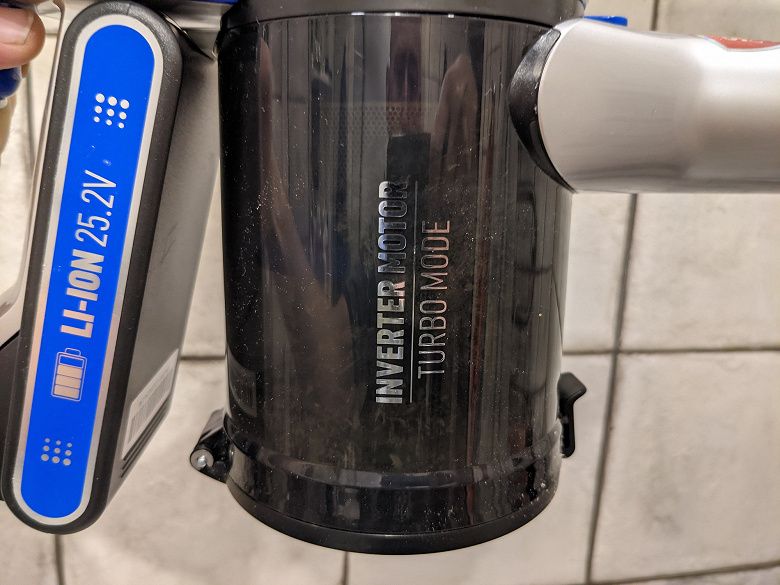 LI-ION 25.2V
INVERTER MOTOR
TURBO MODE